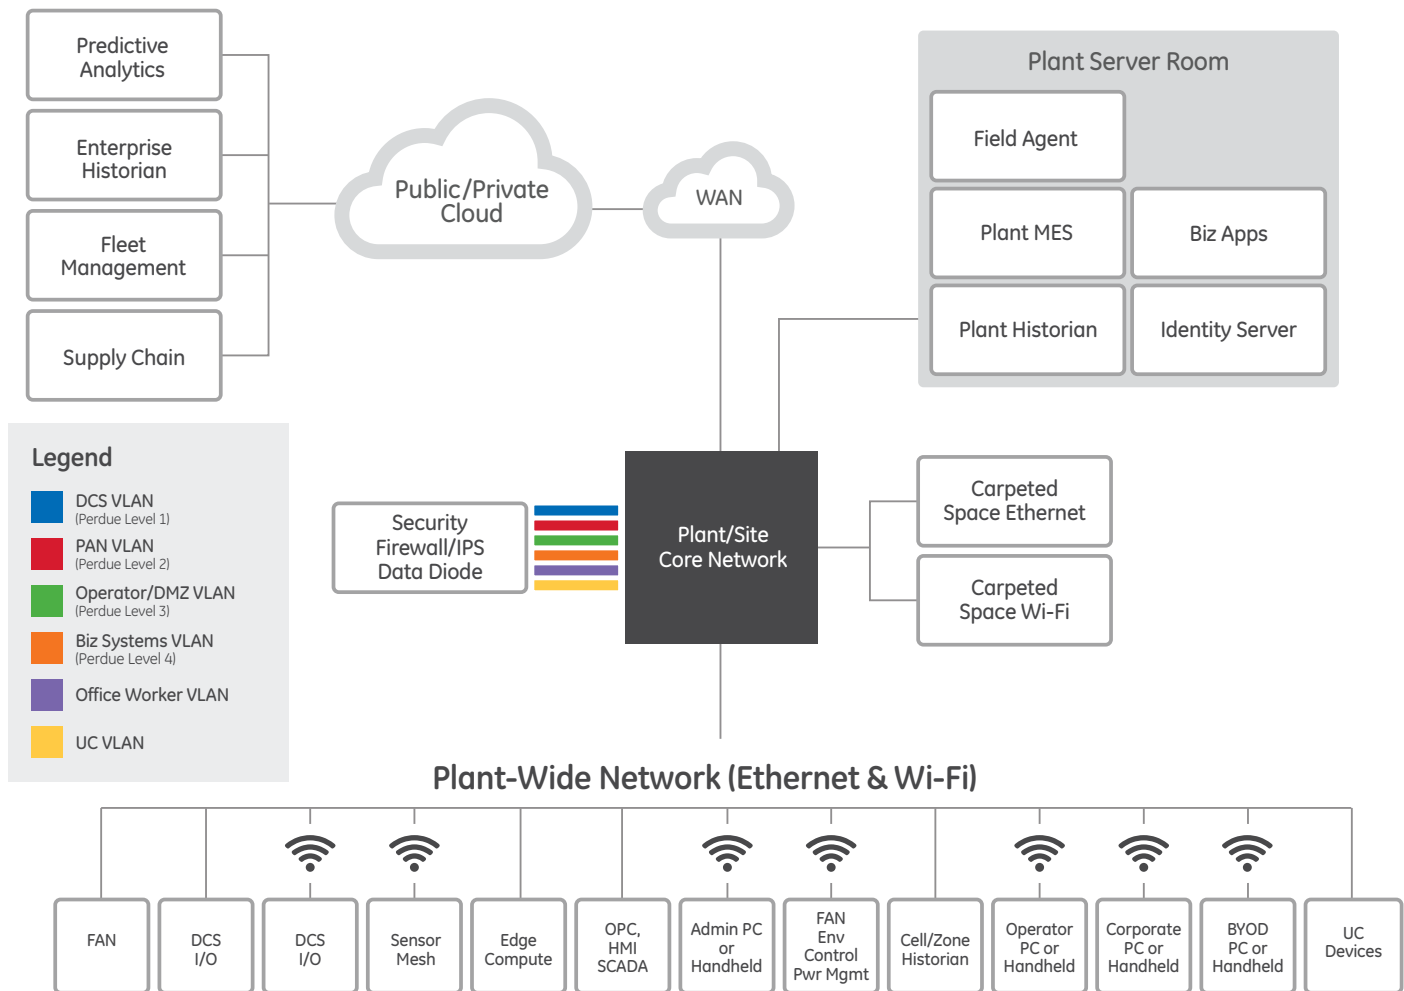 Predictive
Analytics
Enterprise
Historian
Fleet
Management
Supply Chain
Public/Private
Cloud
WAN
Plant Server Room
Field Agent
Plant MES
Biz Apps
Plant Historian
Identity Server
Legend
DCS VLAN
(Perdue Level 1)
PAN VLAN
(Perdue Level 2)
Operator/DMZ VLAN
(Perdue Level 3)
Biz Systems VLAN
(Perdue Level 4)
Office Worker VLAN
UC VLAN
Security
Firewall/IPS
Data Diode
Plant/Site
Core Network
Carpeted
Space Ethernet
Carpeted
Space Wi-Fi
Plant-Wide Network (Ethernet & Wi-Fi)
FAN
DCS
I/O
DCS
I/O
Sensor
Mesh
Edge
Compute
OPC,
HMI
SCADA
Admin PC
or
Handheld
FAN
Env
Control
Pwr Mgmt
Cell/Zone
Historian
Operator
PC or
Handheld
Corporate
PC or
Handheld
BYOD
PC or
Handheld
UC
Devices